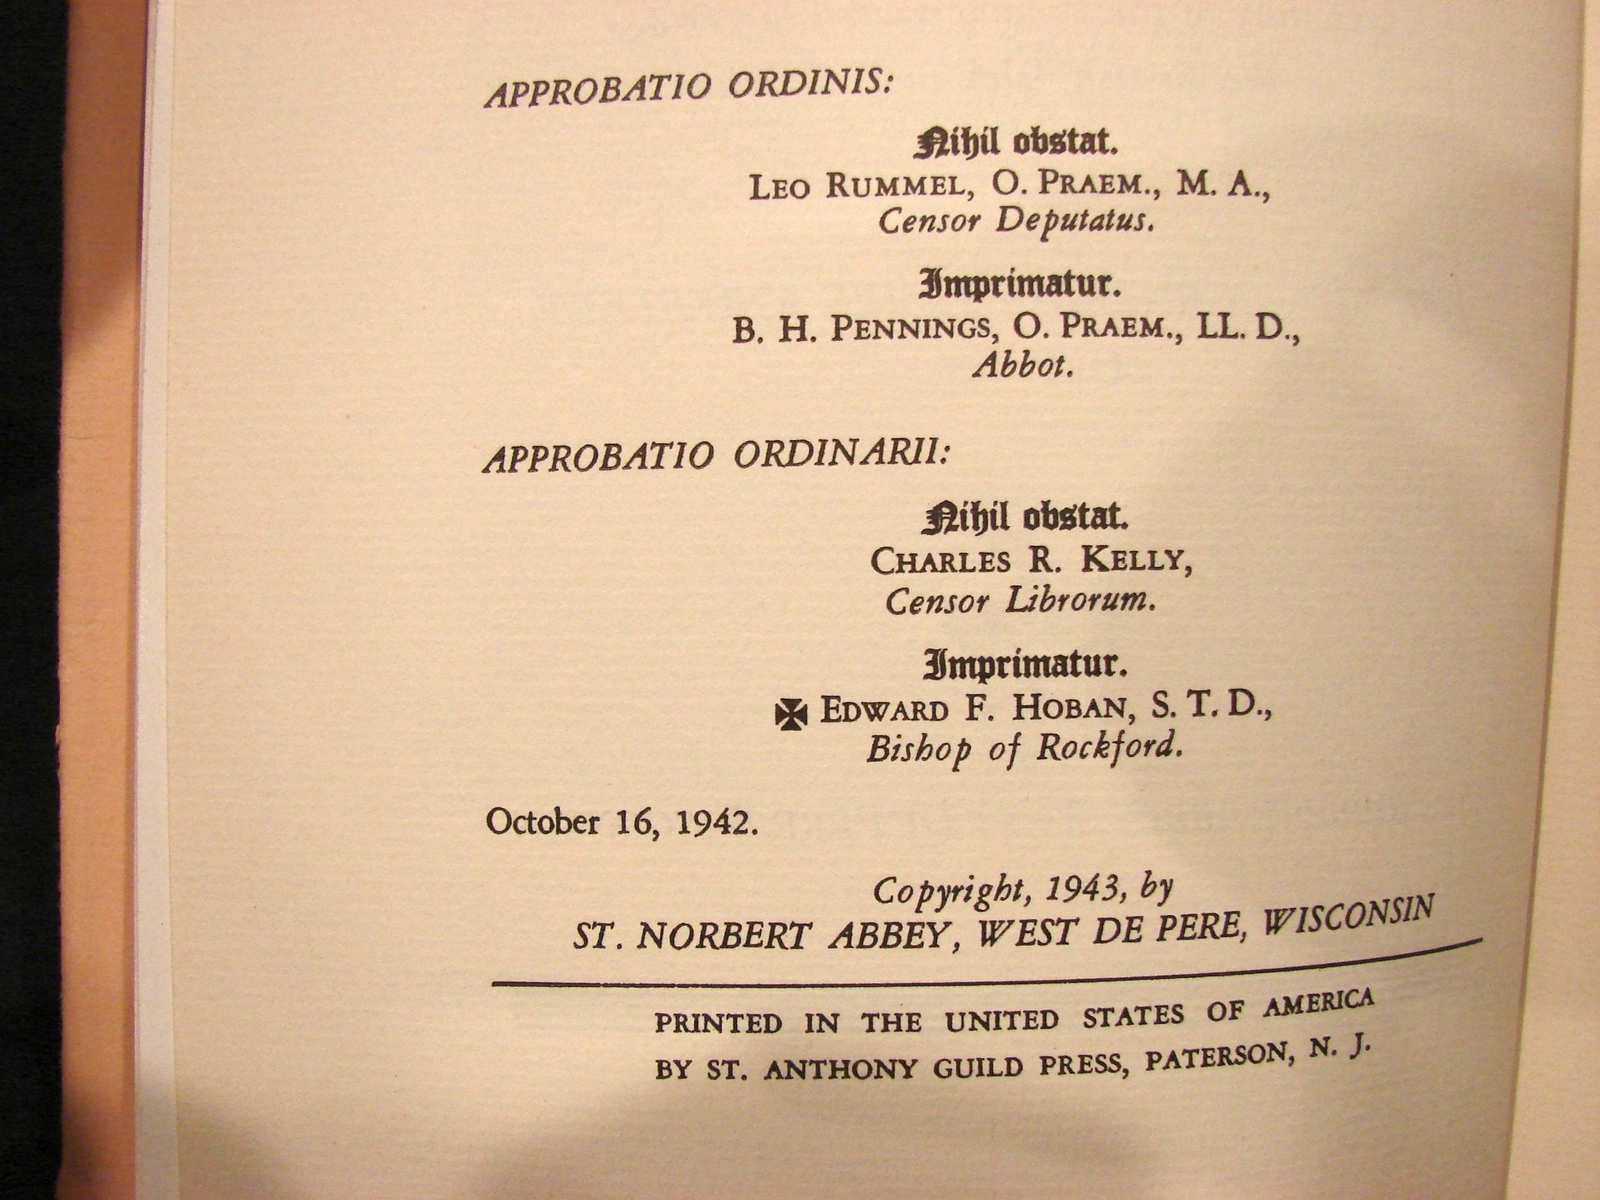 APPROBATIO ORDINIS:
Nihil obstat.
LEO RUMMEL, O. PRAEM., M. A.,
Censor Deputatus.
Imprimatur.
B. H. PENNINGS, O. PRAEM., LL. D.,
Abbot.
APPROBATIO ORDINARII:
Nihil obstat.
CHARLES R. KELLY,
Censor Librorum.
Imprimatur.
✠ EDWARD F. HOBAN, S. T. D.,
Bishop of Rockford.
October 16, 1942.
Copyright, 1943, by
ST. NORBERT ABBEY, WEST DE PERE, WISCONSIN
PRINTED IN THE UNITED STATES OF AMERICA
BY ST. ANTHONY GUILD PRESS, PATERSON, N. J.